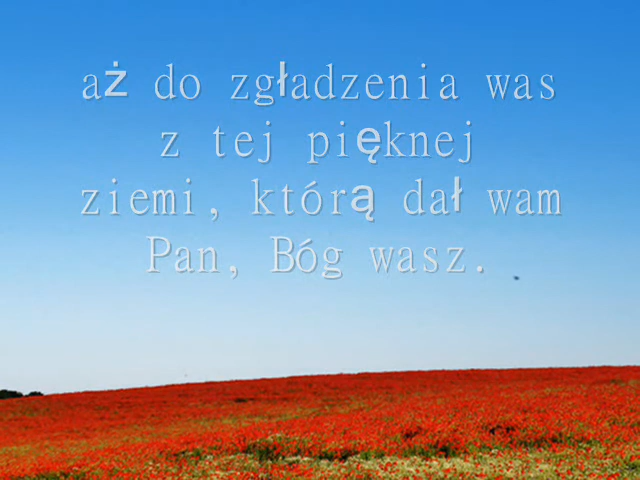 aż do zgładzenia was
z tej pięknej
ziemi, którą dał wam
Pan, Bóg wasz.